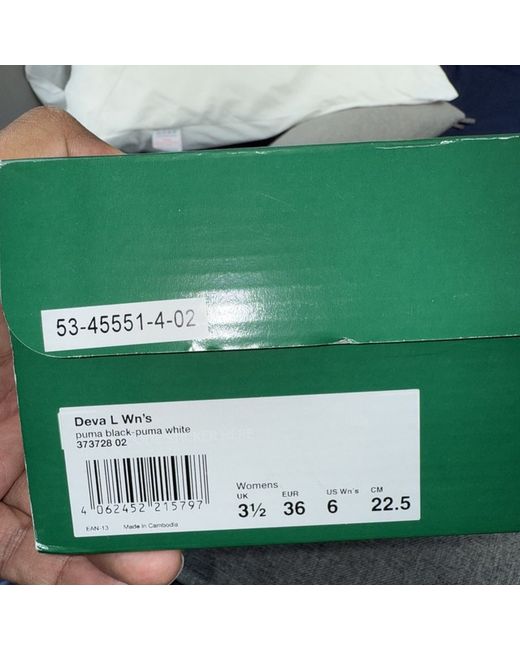 53-45551-4-02
Deva L Wn's
puma black-puma white
373728 02
4 062452 215797
EAN-13 Made in Cambodia
Womens
UK EUR US Wn's CM
3½ 36 6 22.5